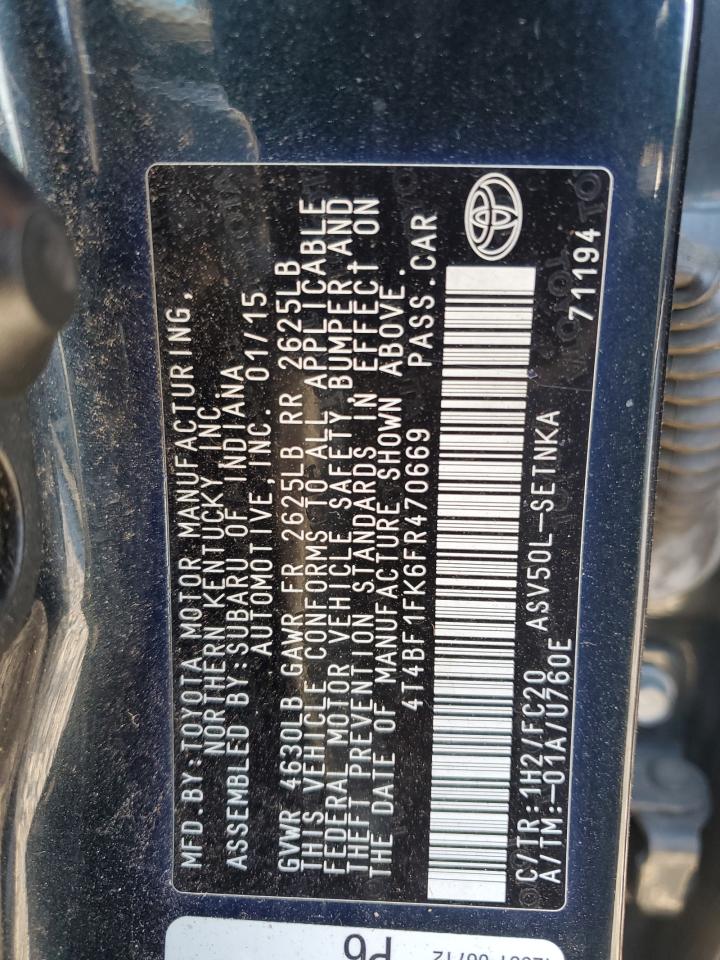 MFD.BY:TOYOTA MOTOR MANUFACTURING,
NORTHERN KENTUCKY,INC.
ASSEMBLED BY:SUBARU OF INDIANA
AUTOMOTIVE,INC. 01/15
GVWR 4630LB GAWR FR 2625LB RR 2625LB
THIS VEHICLE CONFORMS TO ALL APPLICABLE
FEDERAL MOTOR VEHICLE SAFETY BUMPER AND
THEFT PREVENTION STANDARDS IN EFFECT ON
THE DATE OF MANUFACTURE SHOWN ABOVE.
4T4BF1FK6FR470669 PASS.CAR
C/TR:1H2/FC20 ASV50L-SETNKA 71194
A/TM:-01A/U760E
P6